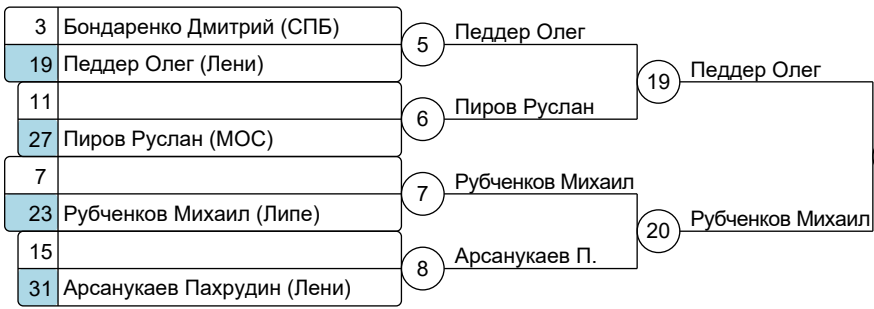 3 Бондаренко Дмитрий (СПБ)
19 Педдер Олег (Лени)
5
Педдер Олег
11
27 Пиров Руслан (МОС)
6
Пиров Руслан
19
Педдер Олег
7
23 Рубченков Михаил (Липе)
7
Рубченков Михаил
15
31 Арсанукаев Пахрудин (Лени)
8
Арсанукаев П.
20
Рубченков Михаил